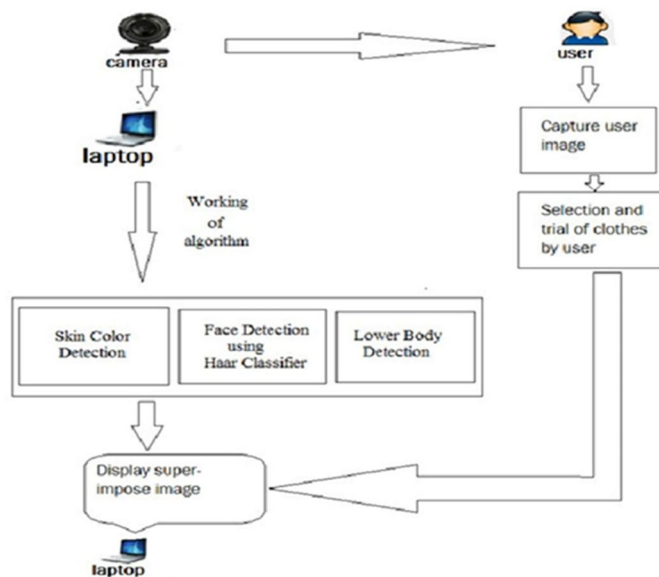 camera
user
laptop
Capture user
image
Working
of
algorithm
Selection and
trial of clothes
by user
Skin Color
Detection
Face Detection
using
Haar Classifier
Lower Body
Detection
Display super-
impose image
laptop